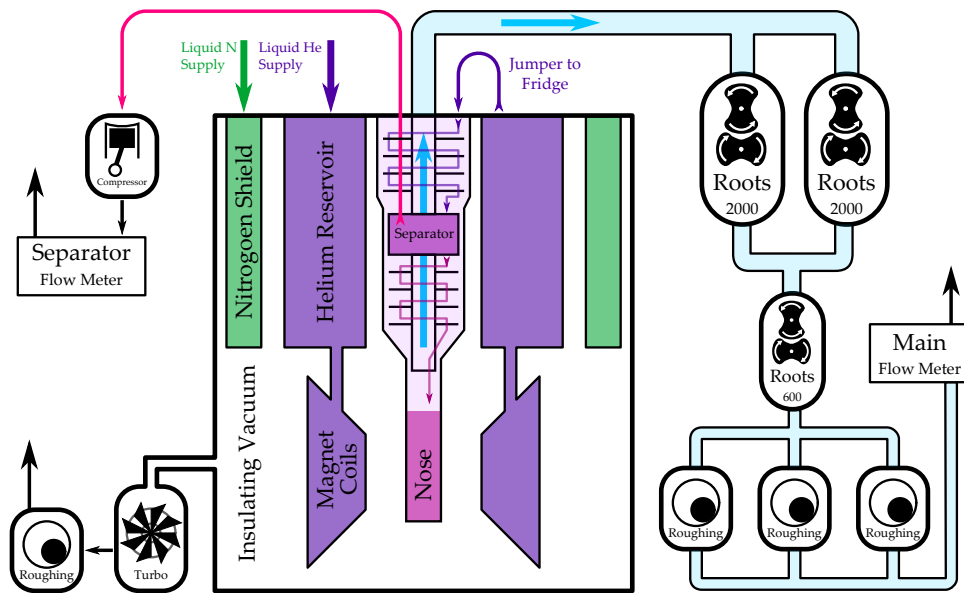 Liquid N
Supply
Liquid He
Supply
Jumper to
Fridge
Compressor
Separator
Flow Meter
Nitrogoen Shield
Helium Reservoir
Separator
Roots
2000
Roots
2000
Roots
600
Main
Flow Meter
Insulating Vacuum
Magnet
Coils
Nose
Roughing
Turbo
Roughing
Roughing
Roughing